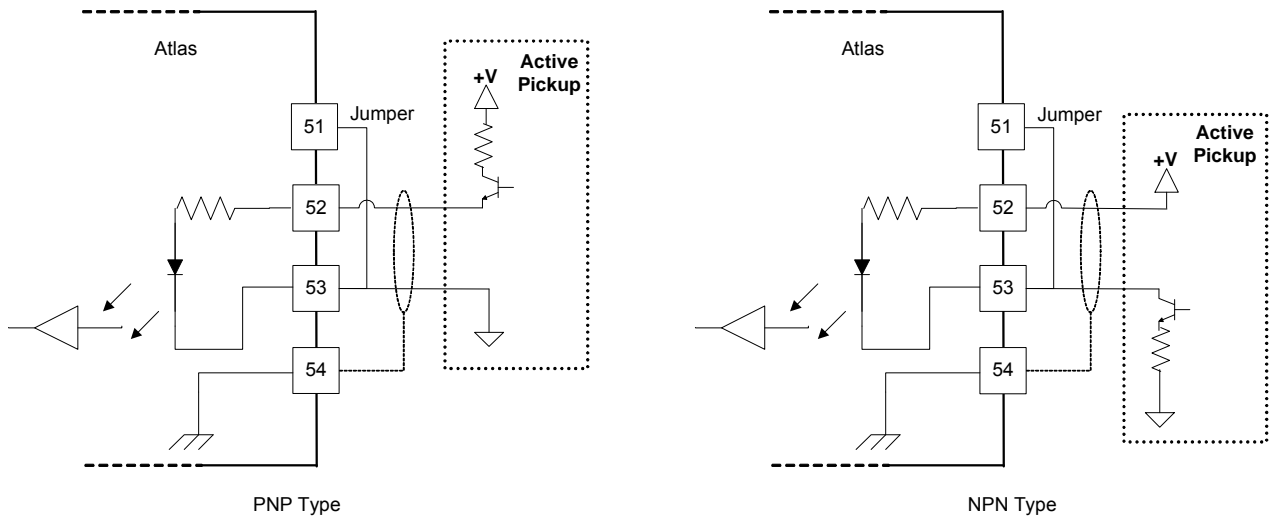 Atlas
Active
Pickup
+V
51
Jumper
52
53
54
PNP Type
Atlas
Active
Pickup
+V
51
Jumper
52
53
54
NPN Type